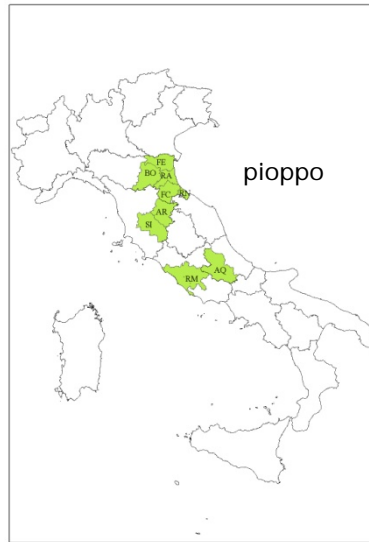 FE
BO RA
pioppo
FC RN
AR
SI
RM AQ